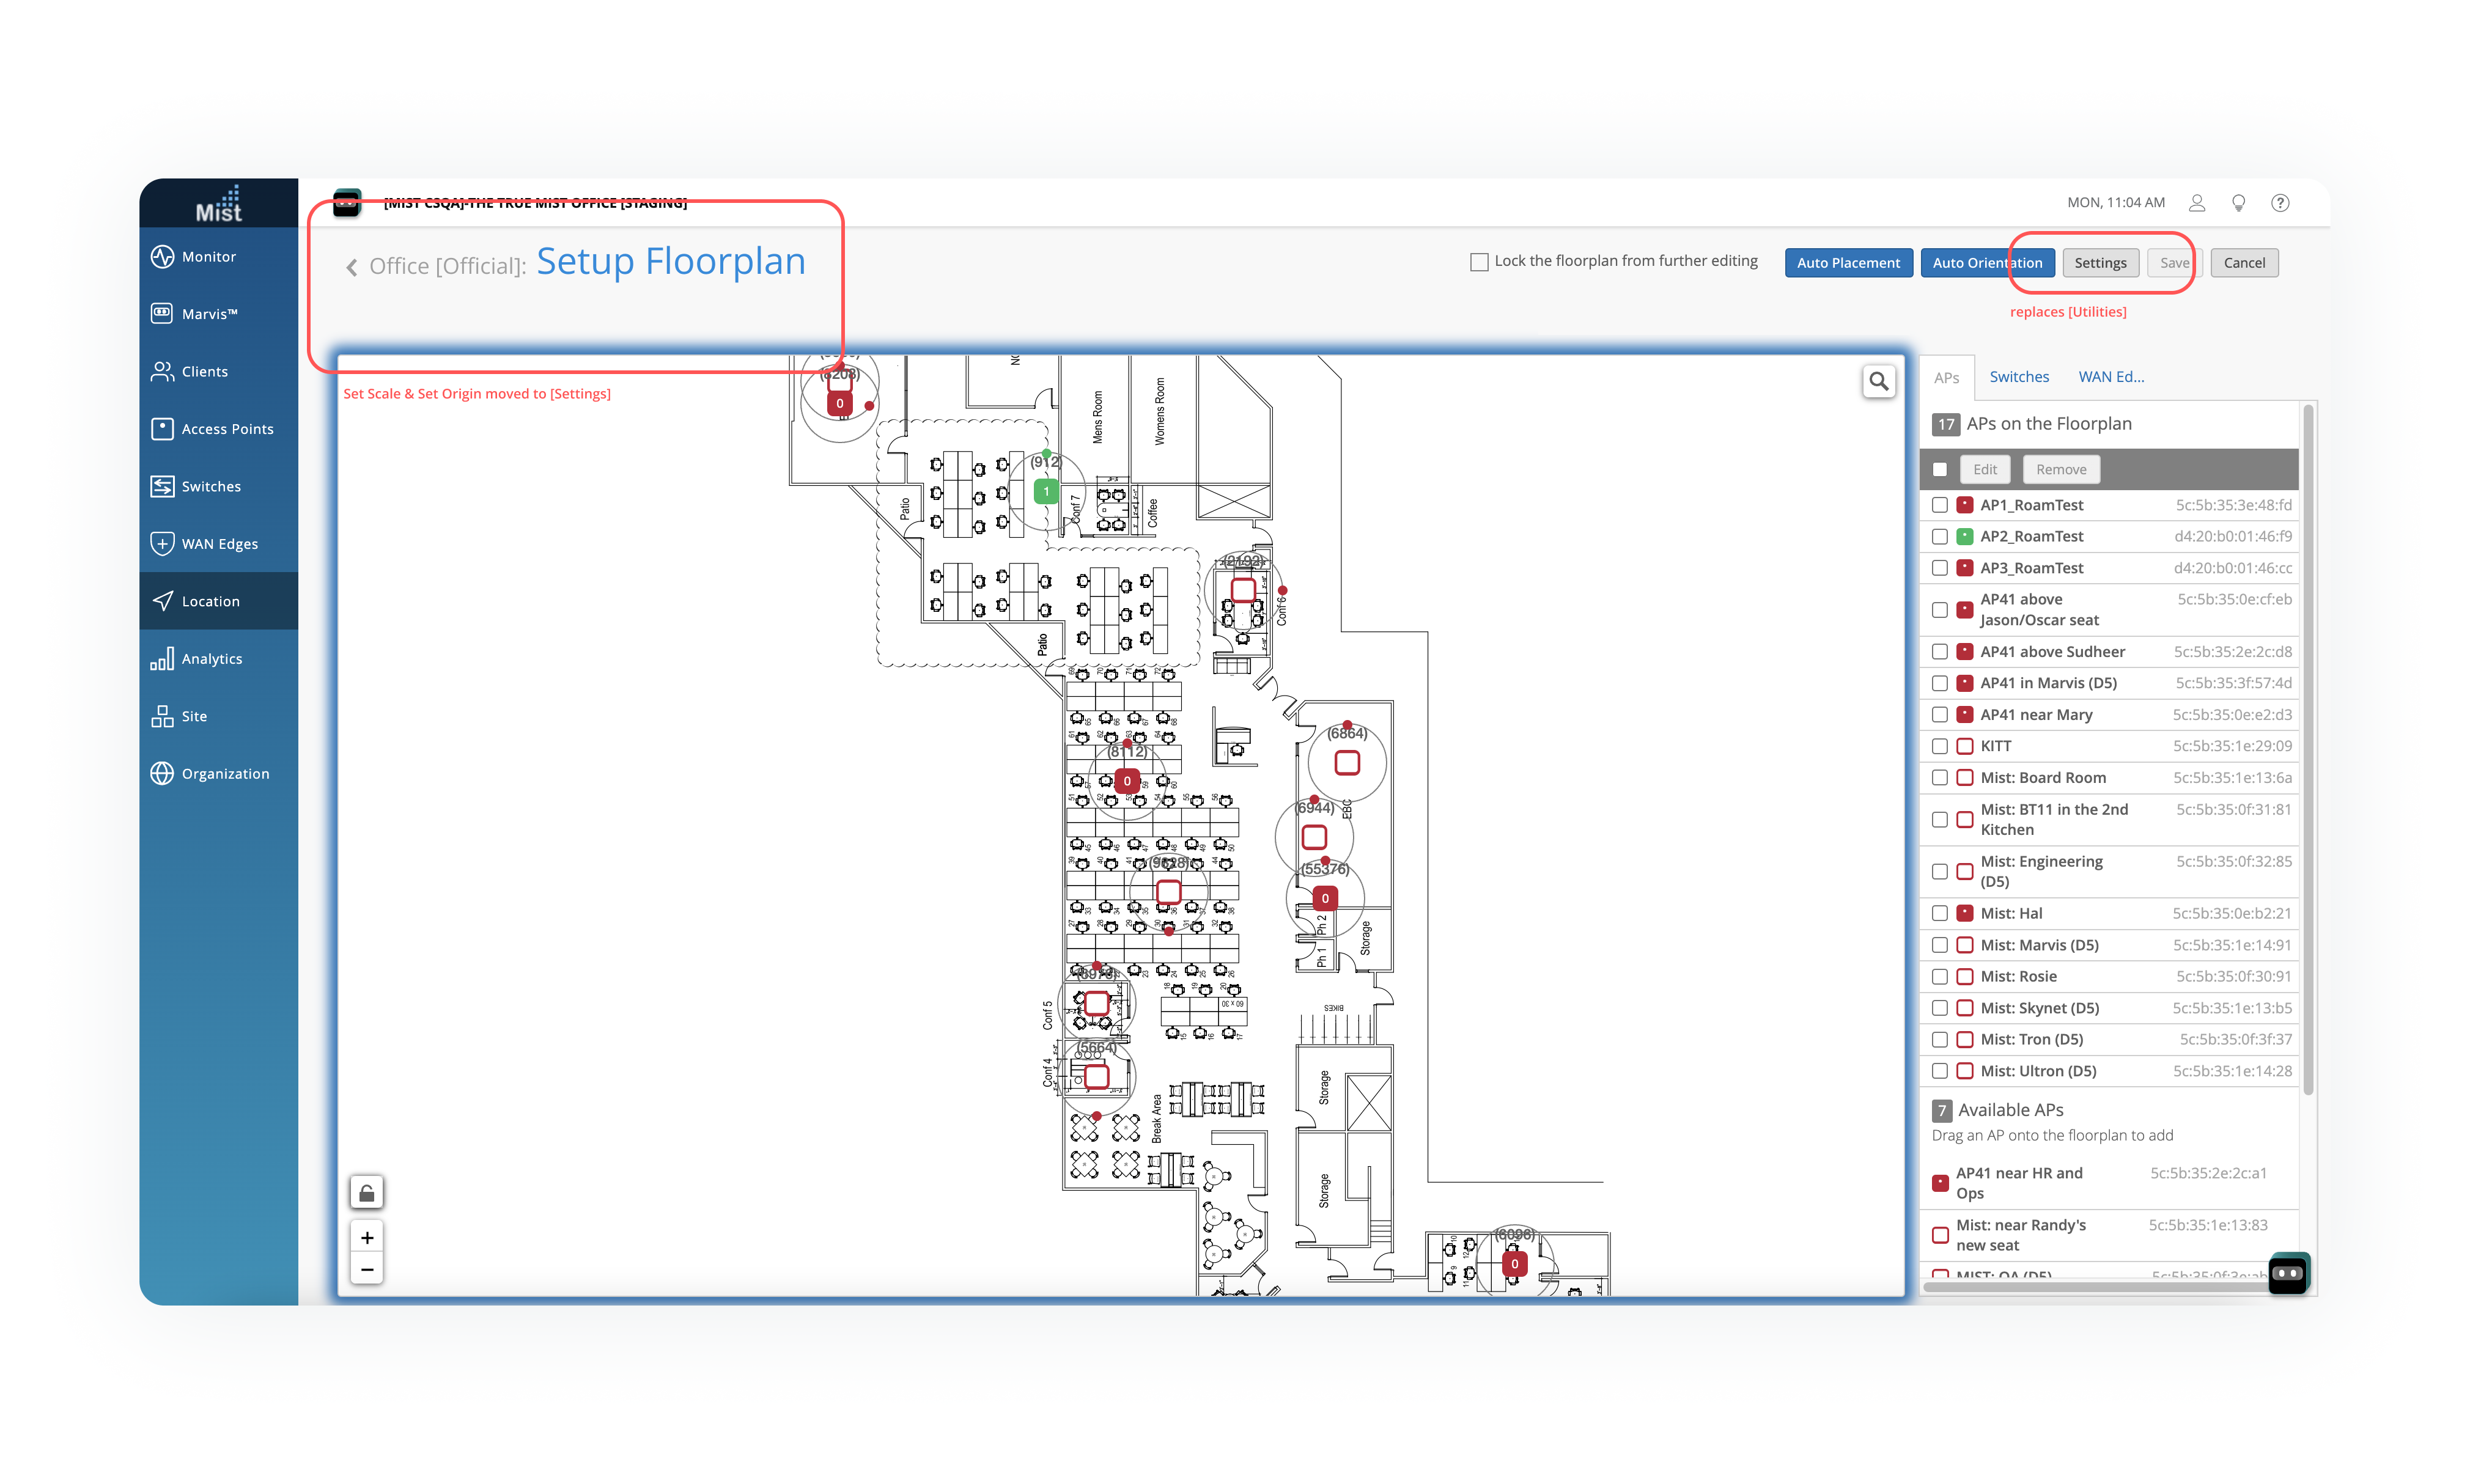 Mist
[MIST CSQA]-THE TRUE MIST OFFICE [STAGING]
MON, 11:04 AM
Monitor
Marvis™
Clients
Access Points
Switches
WAN Edges
Location
Analytics
Site
Organization
Office [Official]: Setup Floorplan
Lock the floorplan from further editing
Auto Placement
Auto Orientation
Settings
Save
Cancel
replaces [Utilities]
Set Scale & Set Origin moved to [Settings]
(8208)
0
Mens Room
Womens Room
(912)
1
Patio
Conf 7
Coffee
(2192)
Conf 6
Patio
(6864)
(8112)
0
(6944)
EBC
(55376)
0
Ph 2
Ph 1
Storage
60 x 30
BIKES
Conf 5
(5664)
Conf 4
Break Area
Storage
Storage
(6096)
0
APs
Switches
WAN Ed...
17 APs on the Floorplan
Edit
Remove
AP1_RoamTest 5c:5b:35:3e:48:fd
AP2_RoamTest d4:20:b0:01:46:f9
AP3_RoamTest d4:20:b0:01:46:cc
AP41 above 5c:5b:35:0e:cf:eb
Jason/Oscar seat
AP41 above Sudheer 5c:5b:35:2e:2c:d8
AP41 in Marvis (D5) 5c:5b:35:3f:57:4d
AP41 near Mary 5c:5b:35:0e:e2:d3
KITT 5c:5b:35:1e:29:09
Mist: Board Room 5c:5b:35:1e:13:6a
Mist: BT11 in the 2nd 5c:5b:35:0f:31:81
Kitchen
Mist: Engineering 5c:5b:35:0f:32:85
(D5)
Mist: Hal 5c:5b:35:0e:b2:21
Mist: Marvis (D5) 5c:5b:35:1e:14:91
Mist: Rosie 5c:5b:35:0f:30:91
Mist: Skynet (D5) 5c:5b:35:1e:13:b5
Mist: Tron (D5) 5c:5b:35:0f:3f:37
Mist: Ultron (D5) 5c:5b:35:1e:14:28
7 Available APs
Drag an AP onto the floorplan to add
AP41 near HR and 5c:5b:35:2e:2c:a1
Ops
Mist: near Randy's 5c:5b:35:1e:13:83
new seat
MIST: QA (D5)